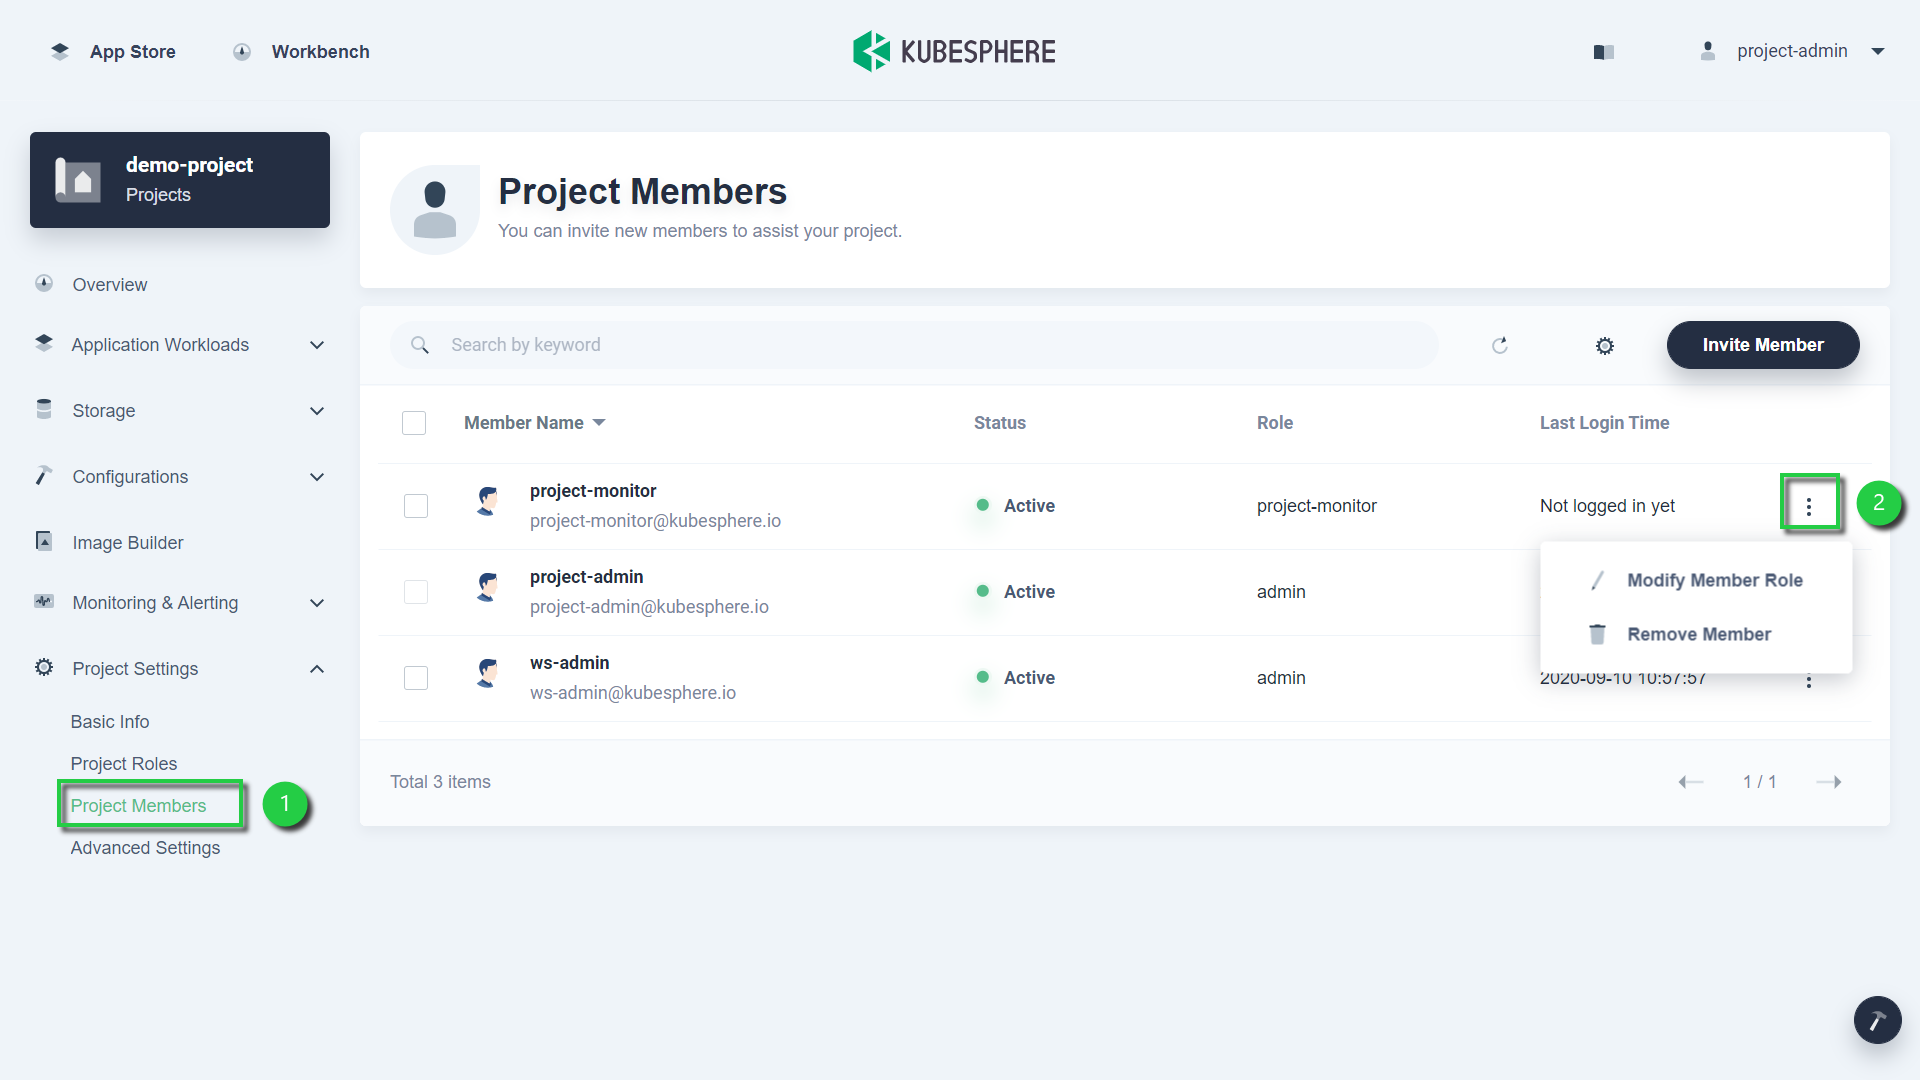 App Store
Workbench
KUBESPHERE
project-admin
demo-project
Projects
Overview
Application Workloads
Storage
Configurations
Image Builder
Monitoring & Alerting
Project Settings
Basic Info
Project Roles
Project Members
1
Advanced Settings
Project Members
You can invite new members to assist your project.
Search by keyword
Invite Member
Member Name Status Role Last Login Time
project-monitor
project-monitor@kubesphere.io
Active
project-monitor
Not logged in yet
2
Modify Member Role
Remove Member
project-admin
project-admin@kubesphere.io
Active
admin
ws-admin
ws-admin@kubesphere.io
Active
admin
2020-09-10 10:57:57
Total 3 items
1 / 1